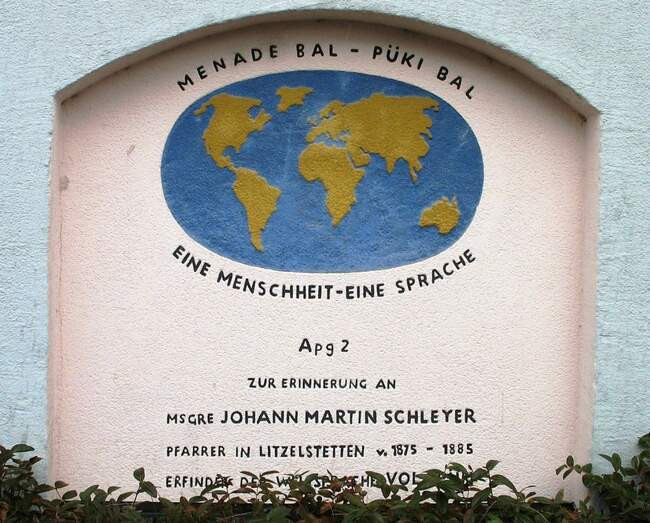 MENADE BAL - PÜKI BAL
EINE MENSCHHEIT-EINE SPRACHE
Apg 2
ZUR ERINNERUNG AN
MSGRE JOHANN MARTIN SCHLEYER
PFARRER IN LITZELSTETTEN v. 1875 - 1885
ERFINDER DER